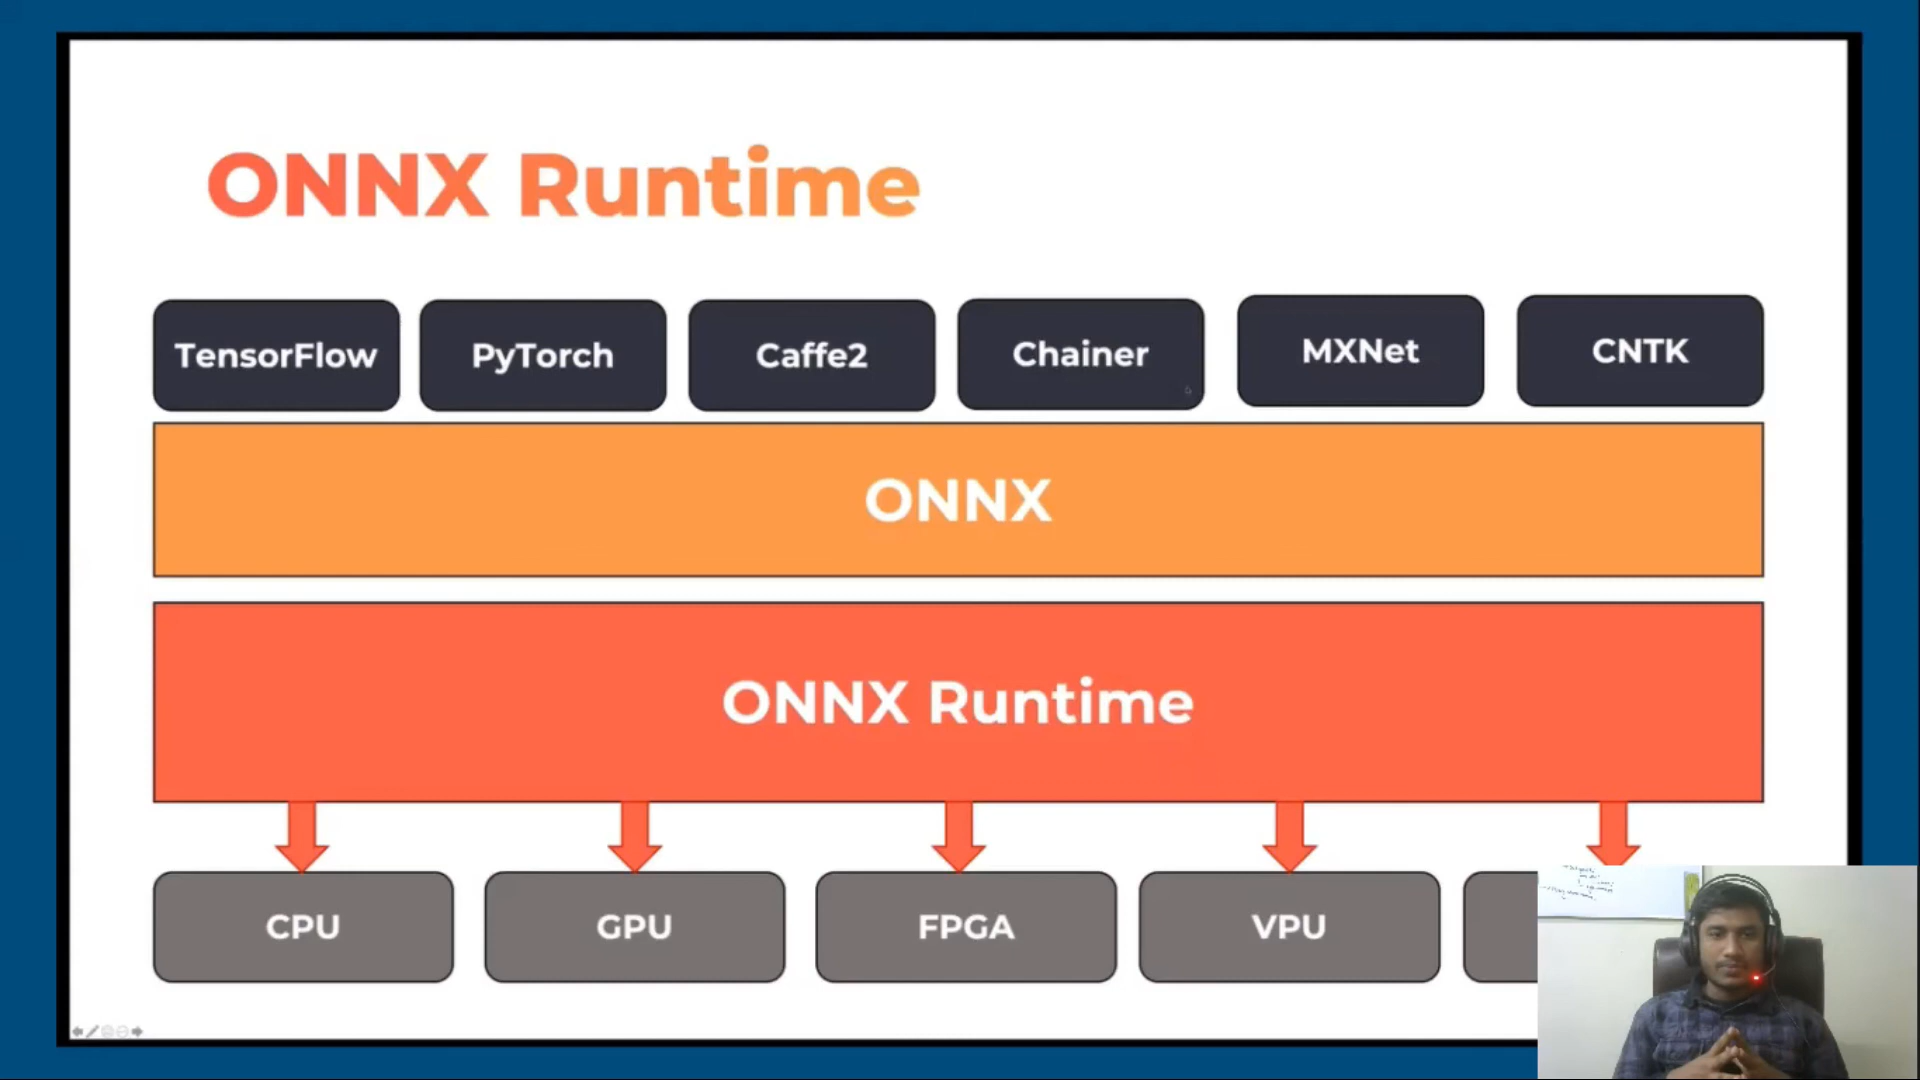 ONNX Runtime
TensorFlow
PyTorch
Caffe2
Chainer
MXNet
CNTK
ONNX
ONNX Runtime
CPU
GPU
FPGA
VPU